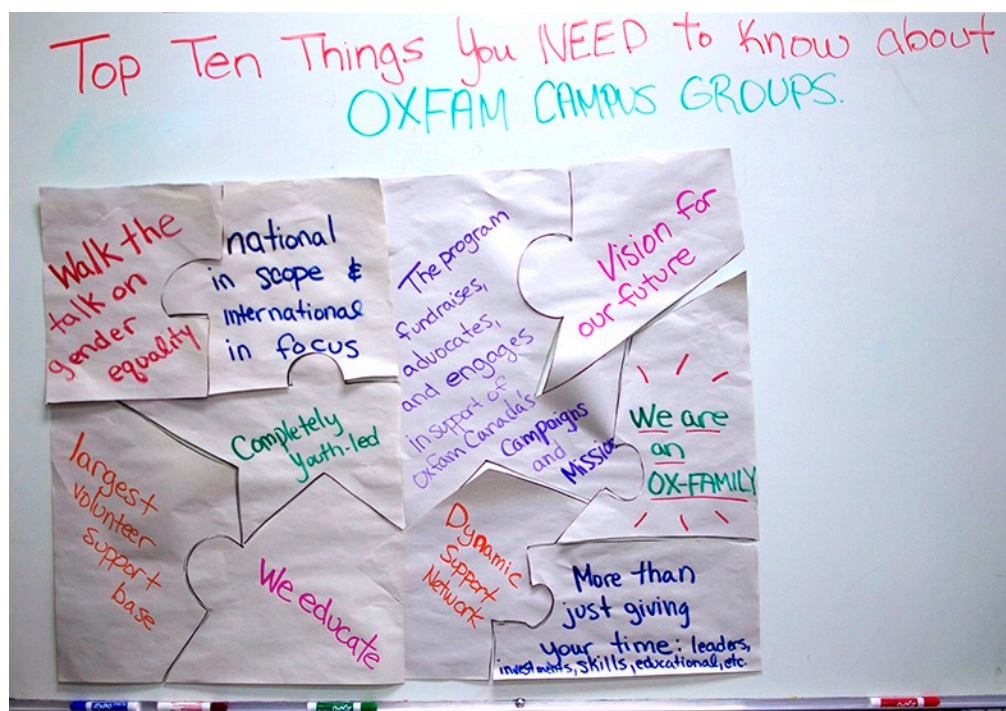 Top Ten Things You NEED to Know about
OXFAM CAMPUS GROUPS.
Walk the
talk on
gender
equality
national
in scope &
international
in focus
The program
fundraises,
advocates,
and engages
in support of
Oxfam Canada's
Campaigns
and
Mission
Vision for
our future
largest
volunteer
support
base
Completely
youth-led
We educate
Dynamic
Support
Network
We are
an
OX-FAMILY
More than
just giving
your time: leaders,
investments, skills, educational, etc.